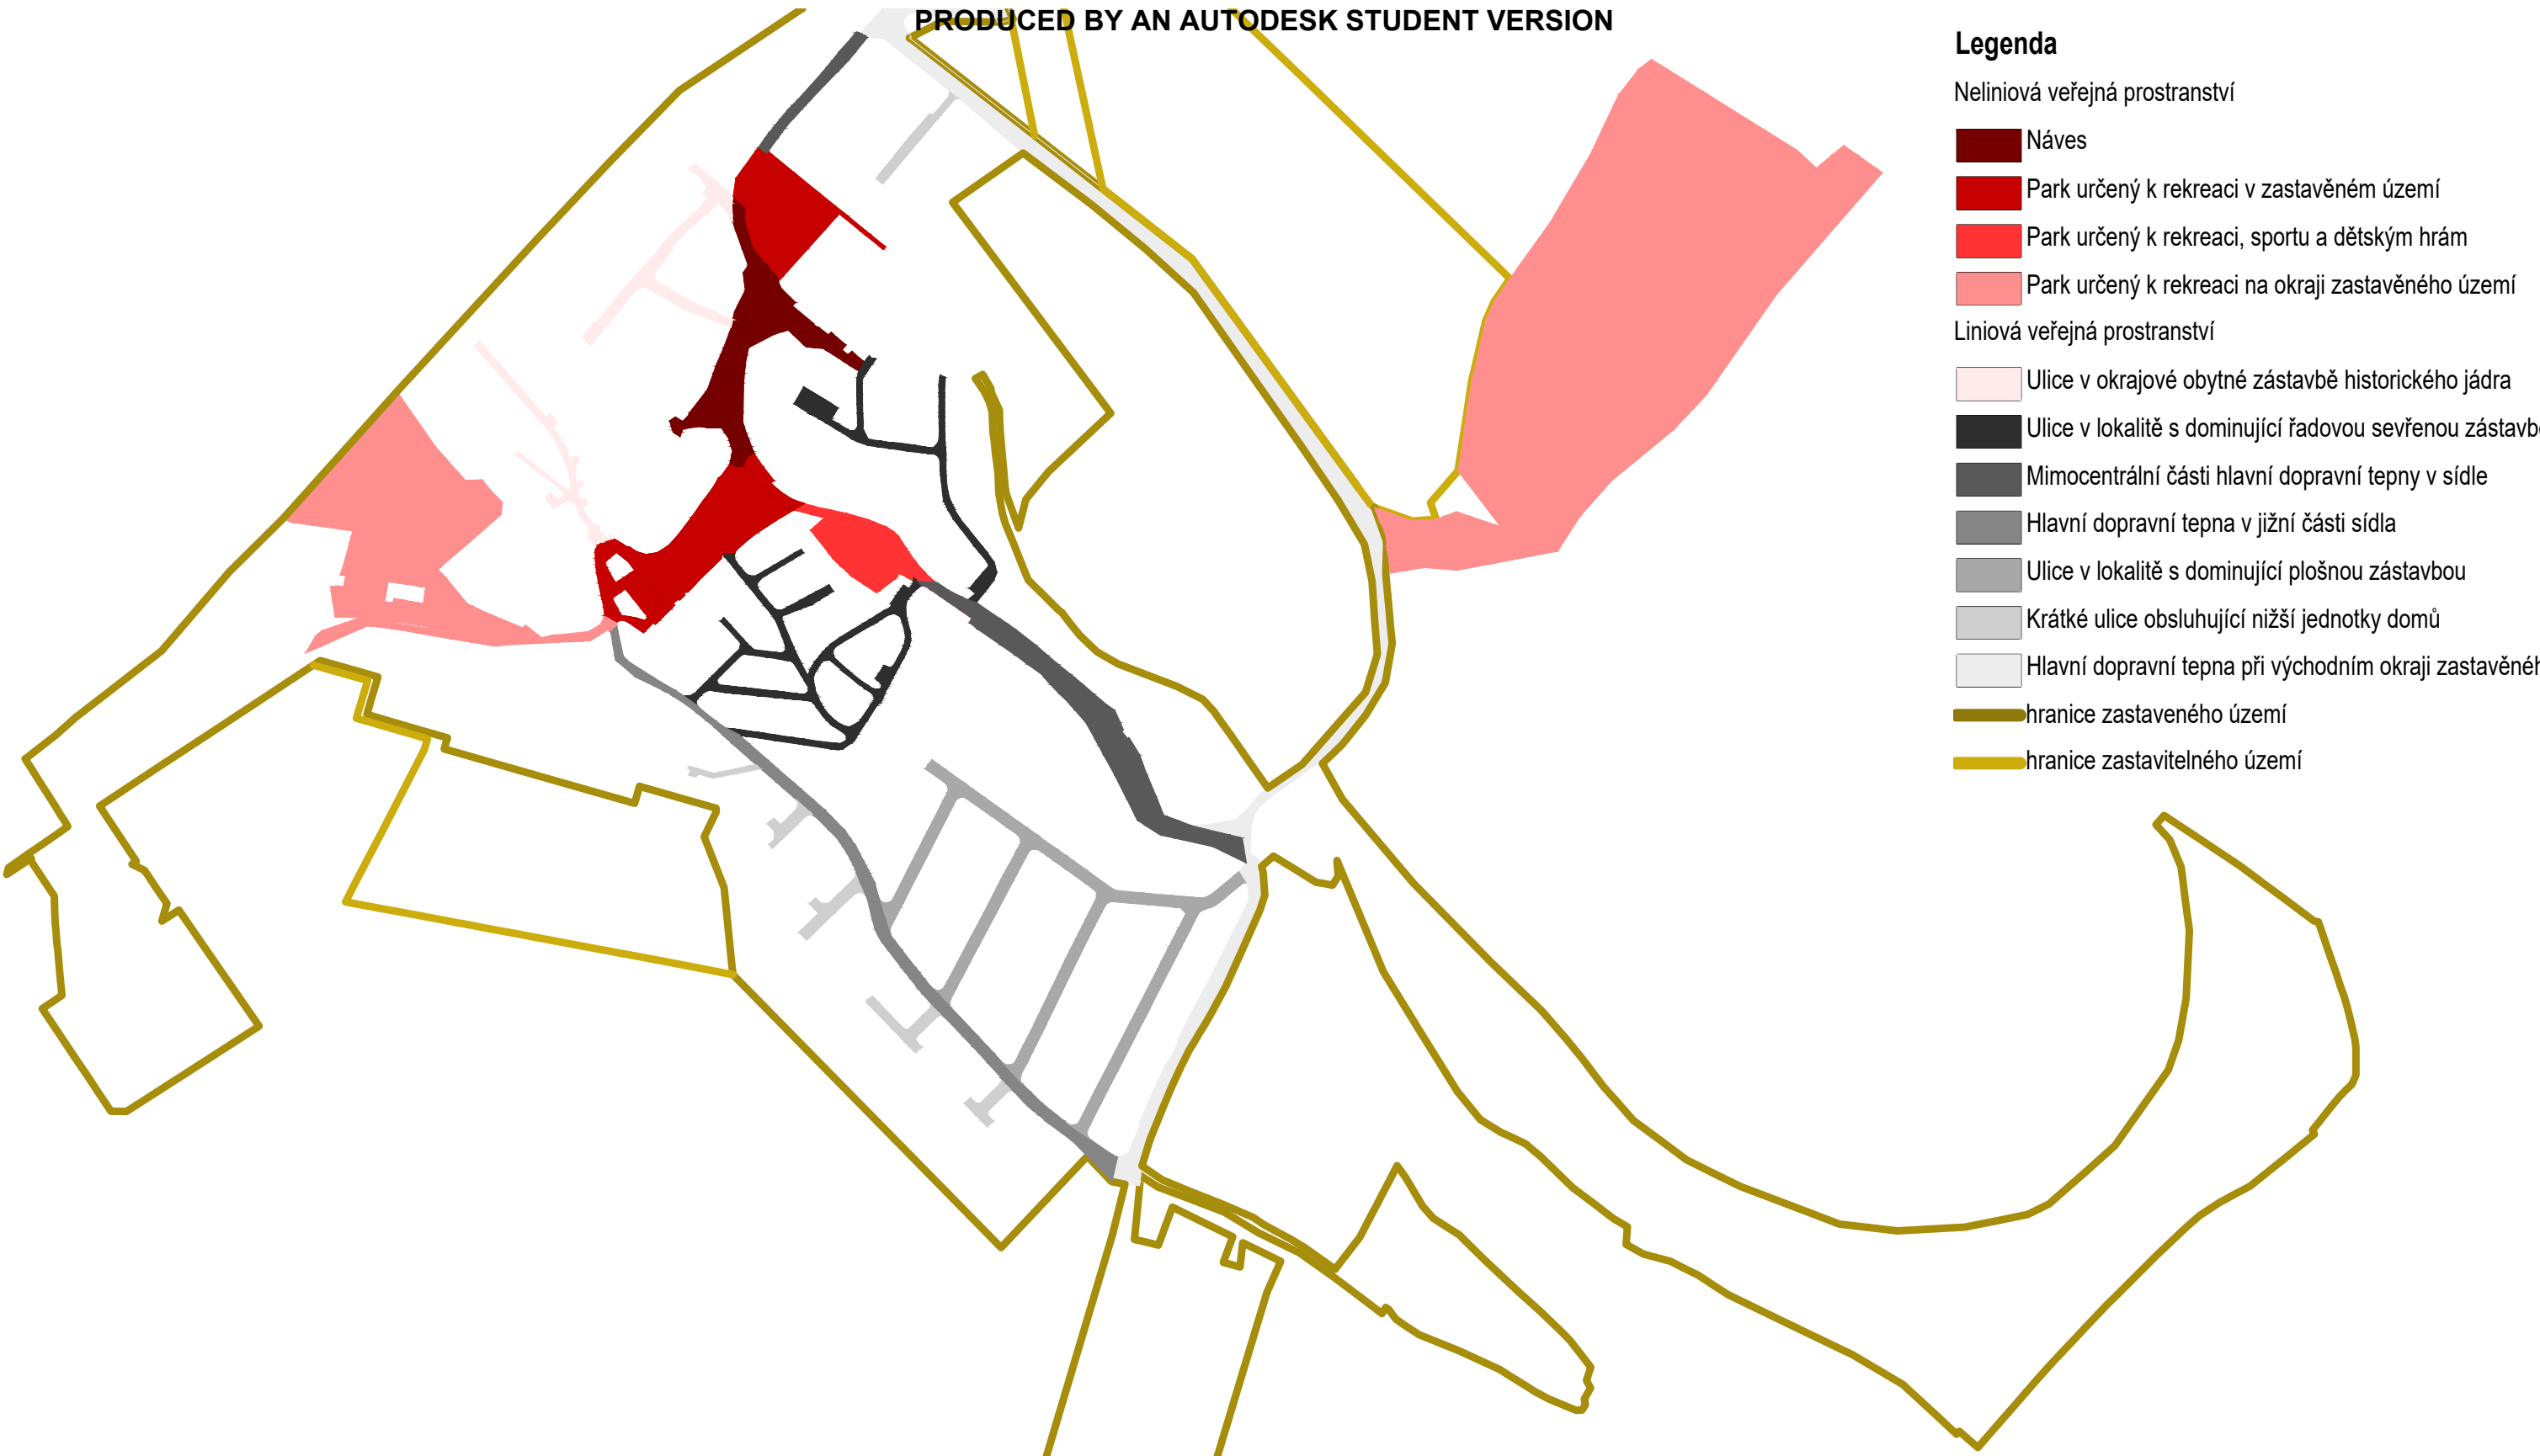 PRODUCED BY AN AUTODESK STUDENT VERSION
Legenda
Neliniová veřejná prostranství
Náves
Park určený k rekreaci v zastavěném území
Park určený k rekreaci, sportu a dětským hrám
Park určený k rekreaci na okraji zastavěného území
Liniová veřejná prostranství
Ulice v okrajové obytné zástavbě historického jádra
Ulice v lokalitě s dominující řadovou sevřenou zástavb
Mimocentrální části hlavní dopravní tepny v sídle
Hlavní dopravní tepna v jižní části sídla
Ulice v lokalitě s dominující plošnou zástavbou
Krátké ulice obsluhující nižší jednotky domů
Hlavní dopravní tepna při východním okraji zastavěnéh
hranice zastaveného území
hranice zastavitelného území